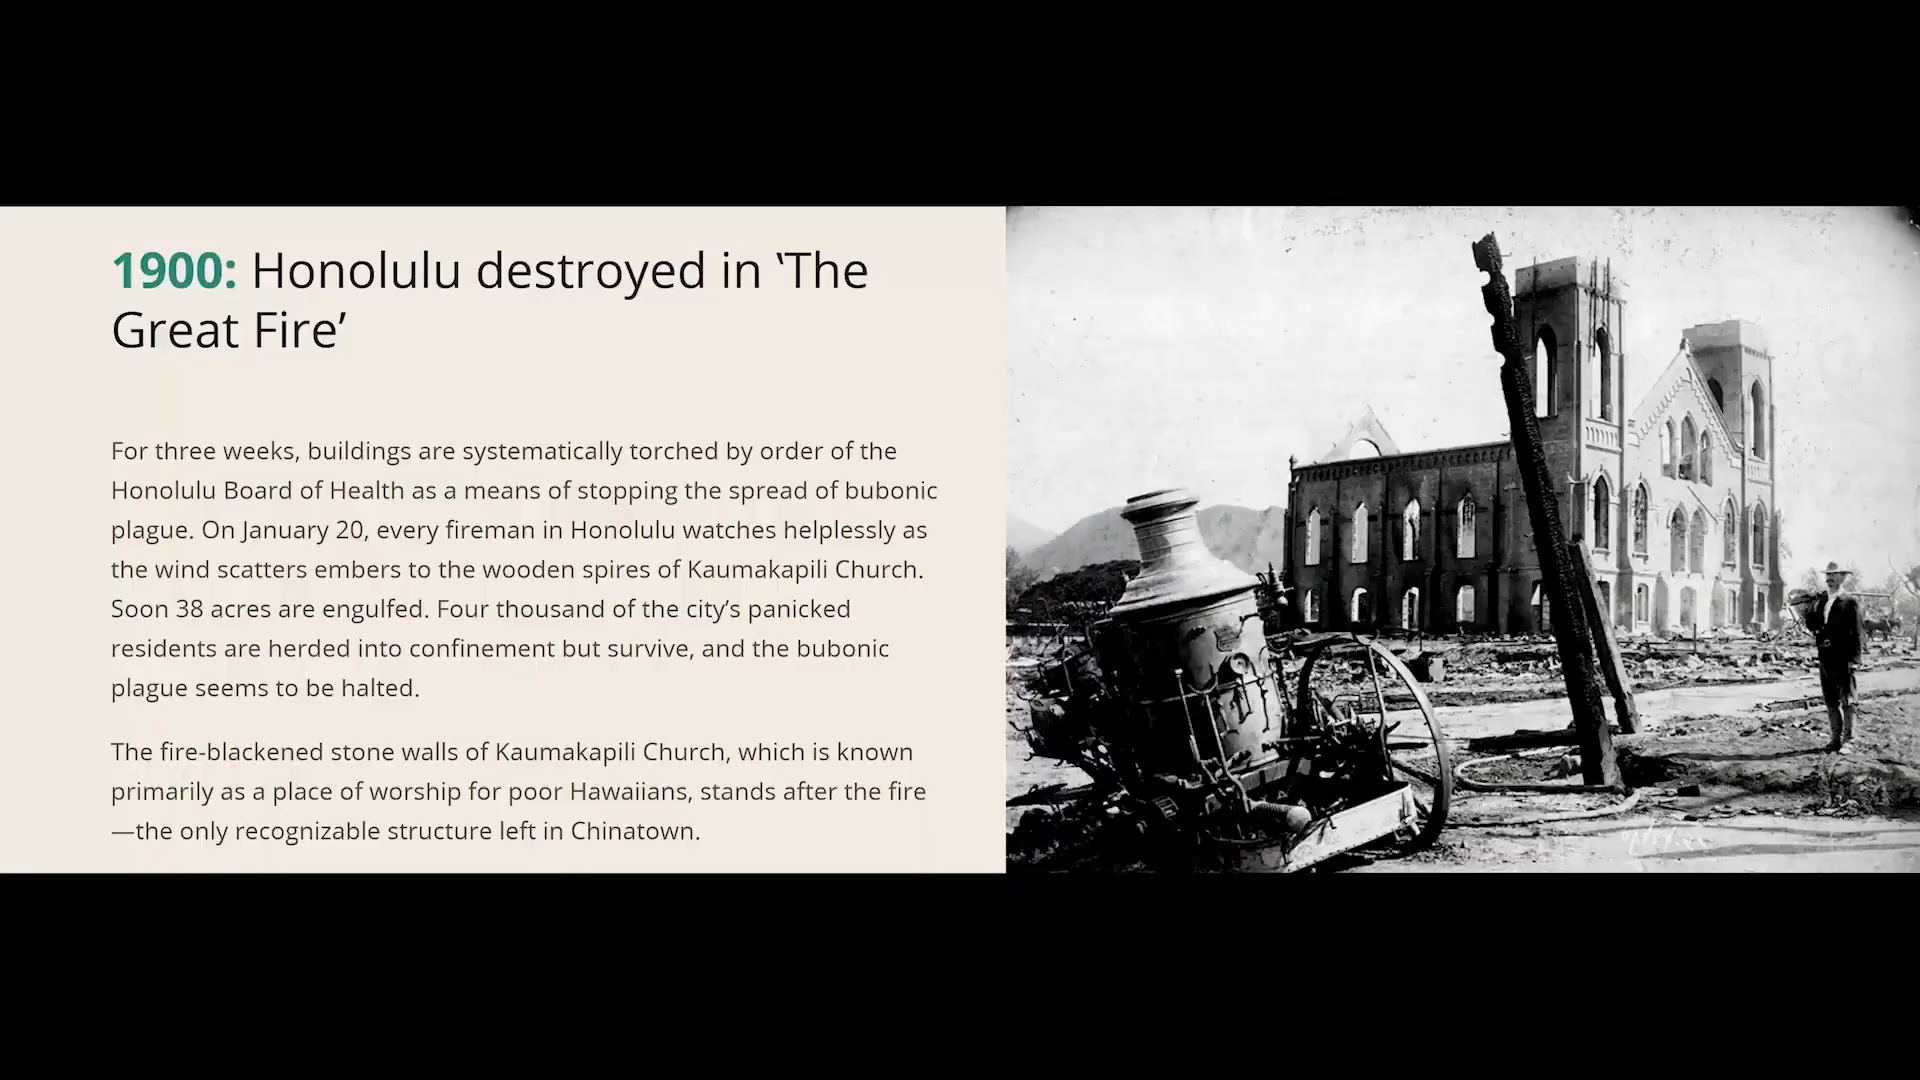 1900: Honolulu destroyed in ‘The
Great Fire’
For three weeks, buildings are systematically torched by order of the
Honolulu Board of Health as a means of stopping the spread of bubonic
plague. On January 20, every fireman in Honolulu watches helplessly as
the wind scatters embers to the wooden spires of Kaumakapili Church.
Soon 38 acres are engulfed. Four thousand of the city’s panicked
residents are herded into confinement but survive, and the bubonic
plague seems to be halted.
The fire-blackened stone walls of Kaumakapili Church, which is known
primarily as a place of worship for poor Hawaiians, stands after the fire
—the only recognizable structure left in Chinatown.